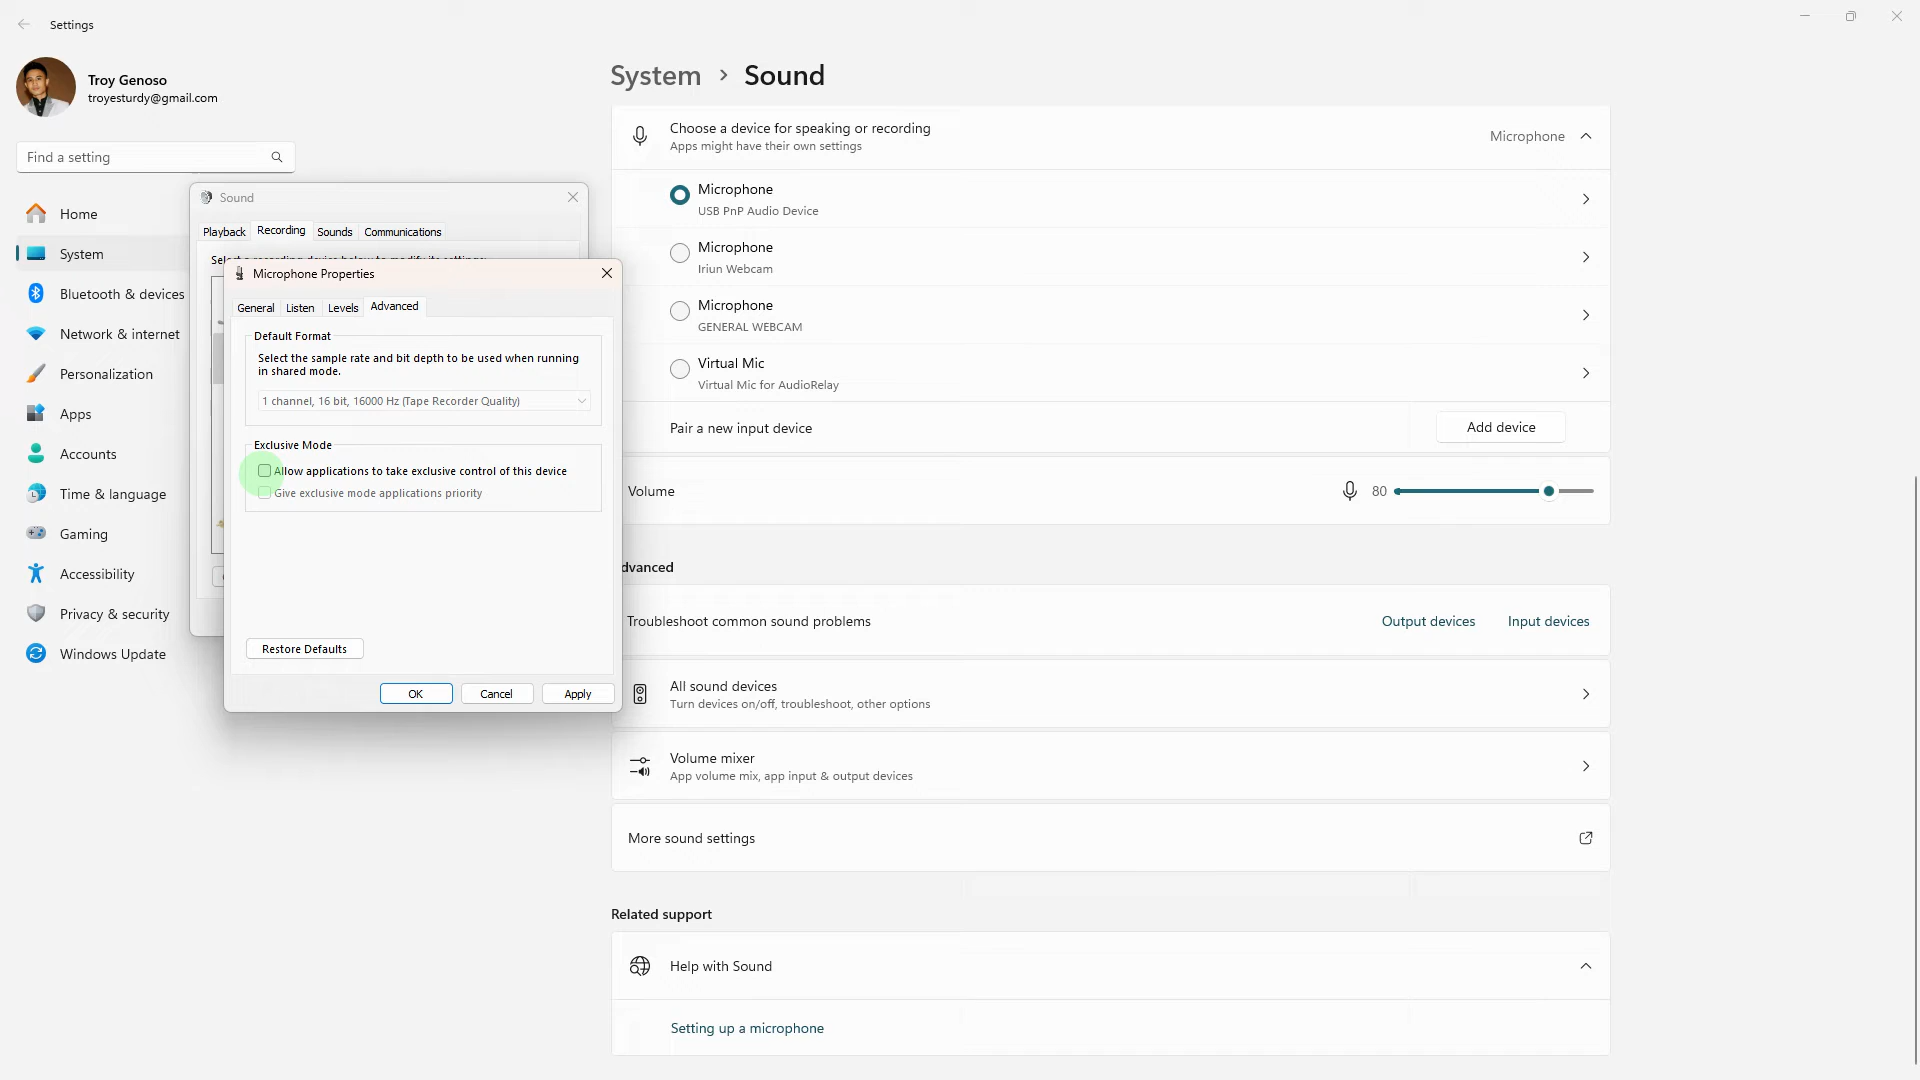 Settings
Troy Genoso
troyesturdy@gmail.com
Find a setting
Home
System
Bluetooth & devices
Network & internet
Personalization
Apps
Accounts
Time & language
Gaming
Accessibility
Privacy & security
Windows Update
Sound
Playback
Recording
Sounds
Communications
Microphone Properties
General
Listen
Levels
Advanced
Default Format
Select the sample rate and bit depth to be used when running
in shared mode.
1 channel, 16 bit, 16000 Hz (Tape Recorder Quality)
Exclusive Mode
Allow applications to take exclusive control of this device
Give exclusive mode applications priority
Restore Defaults
OK
Cancel
Apply
System > Sound
Choose a device for speaking or recording
Apps might have their own settings
Microphone
Microphone
USB PnP Audio Device
Microphone
Iriun Webcam
Microphone
GENERAL WEBCAM
Virtual Mic
Virtual Mic for AudioRelay
Pair a new input device
Add device
Volume
80
dvanced
Troubleshoot common sound problems
Output devices
Input devices
All sound devices
Turn devices on/off, troubleshoot, other options
Volume mixer
App volume mix, app input & output devices
More sound settings
Related support
Help with Sound
Setting up a microphone